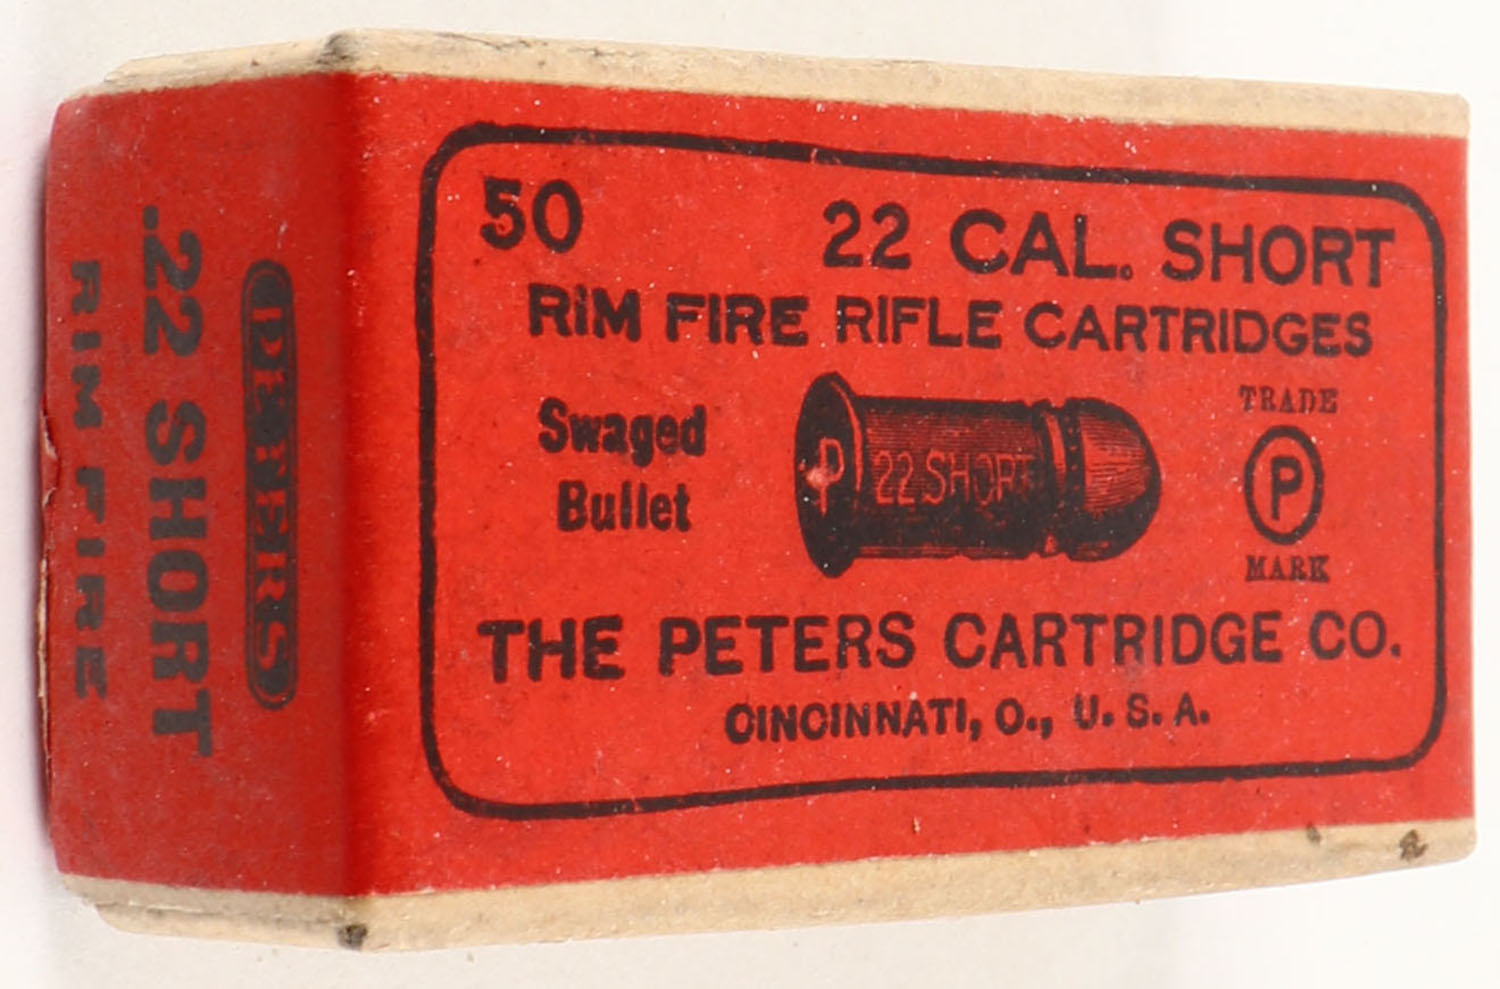 50
22 CAL. SHORT
RIM FIRE RIFLE CARTRIDGES
Swaged
Bullet
P
22 SHORT
TRADE
P
MARK
THE PETERS CARTRIDGE CO.
CINCINNATI, O., U. S. A.
PETERS
.22 SHORT
RIM FIRE